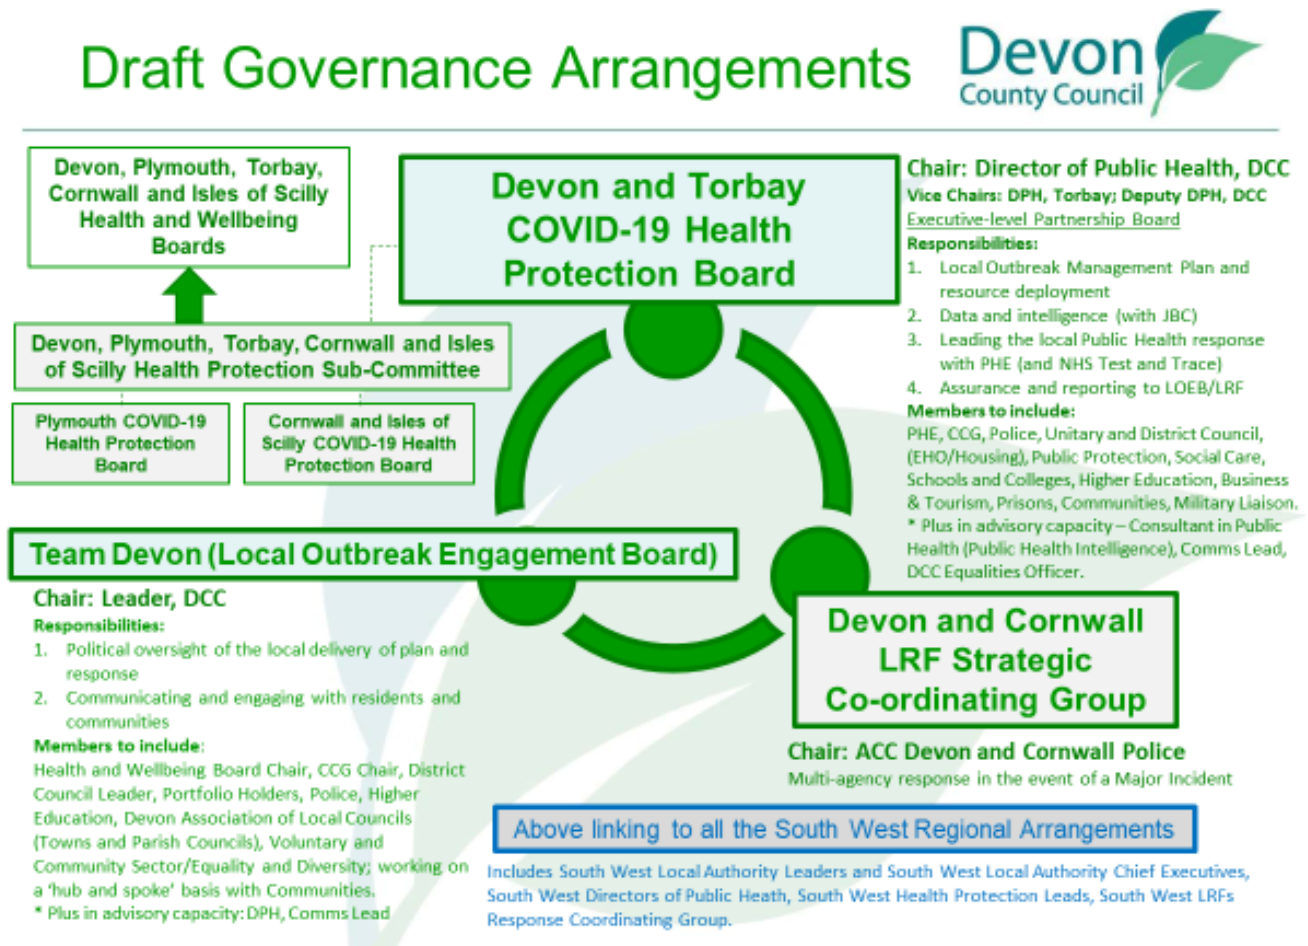 Draft Governance Arrangements
Devon
County Council
Devon, Plymouth, Torbay,
Cornwall and Isles of Scilly
Health and Wellbeing
Boards
Devon and Torbay
COVID-19 Health
Protection Board
Chair: Director of Public Health, DCC
Vice Chairs: DPH, Torbay; Deputy DPH, DCC
Executive-level Partnership Board
Responsibilities:
1. Local Outbreak Management Plan and
resource deployment
2. Data and intelligence (with JBC)
3. Leading the local Public Health response
with PHE (and NHS Test and Trace)
4. Assurance and reporting to LOEB/LRF
Members to include:
PHE, CCG, Police, Unitary and District Council,
(EHO/Housing), Public Protection, Social Care,
Schools and Colleges, Higher Education, Business
& Tourism, Prisons, Communities, Military Liaison.
* Plus in advisory capacity – Consultant in Public
Health (Public Health Intelligence), Comms Lead,
DCC Equalities Officer.
Devon, Plymouth, Torbay, Cornwall and Isles
of Scilly Health Protection Sub-Committee
Plymouth COVID-19
Health Protection
Board
Cornwall and Isles of
Scilly COVID-19 Health
Protection Board
Team Devon (Local Outbreak Engagement Board)
Chair: Leader, DCC
Responsibilities:
1. Political oversight of the local delivery of plan and
response
2. Communicating and engaging with residents and
communities
Members to include:
Health and Wellbeing Board Chair, CCG Chair, District
Council Leader, Portfolio Holders, Police, Higher
Education, Devon Association of Local Councils
(Towns and Parish Councils), Voluntary and
Community Sector/Equality and Diversity; working on
a 'hub and spoke' basis with Communities.
* Plus in advisory capacity: DPH, Comms Lead
Devon and Cornwall
LRF Strategic
Co-ordinating Group
Chair: ACC Devon and Cornwall Police
Multi-agency response in the event of a Major Incident
Above linking to all the South West Regional Arrangements
Includes South West Local Authority Leaders and South West Local Authority Chief Executives,
South West Directors of Public Heath, South West Health Protection Leads, South West LRFs
Response Coordinating Group.